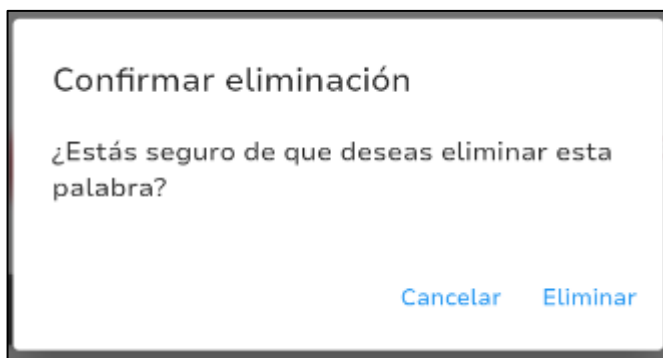 Confirmar eliminación
¿Estás seguro de que deseas eliminar esta
palabra?
Cancelar Eliminar